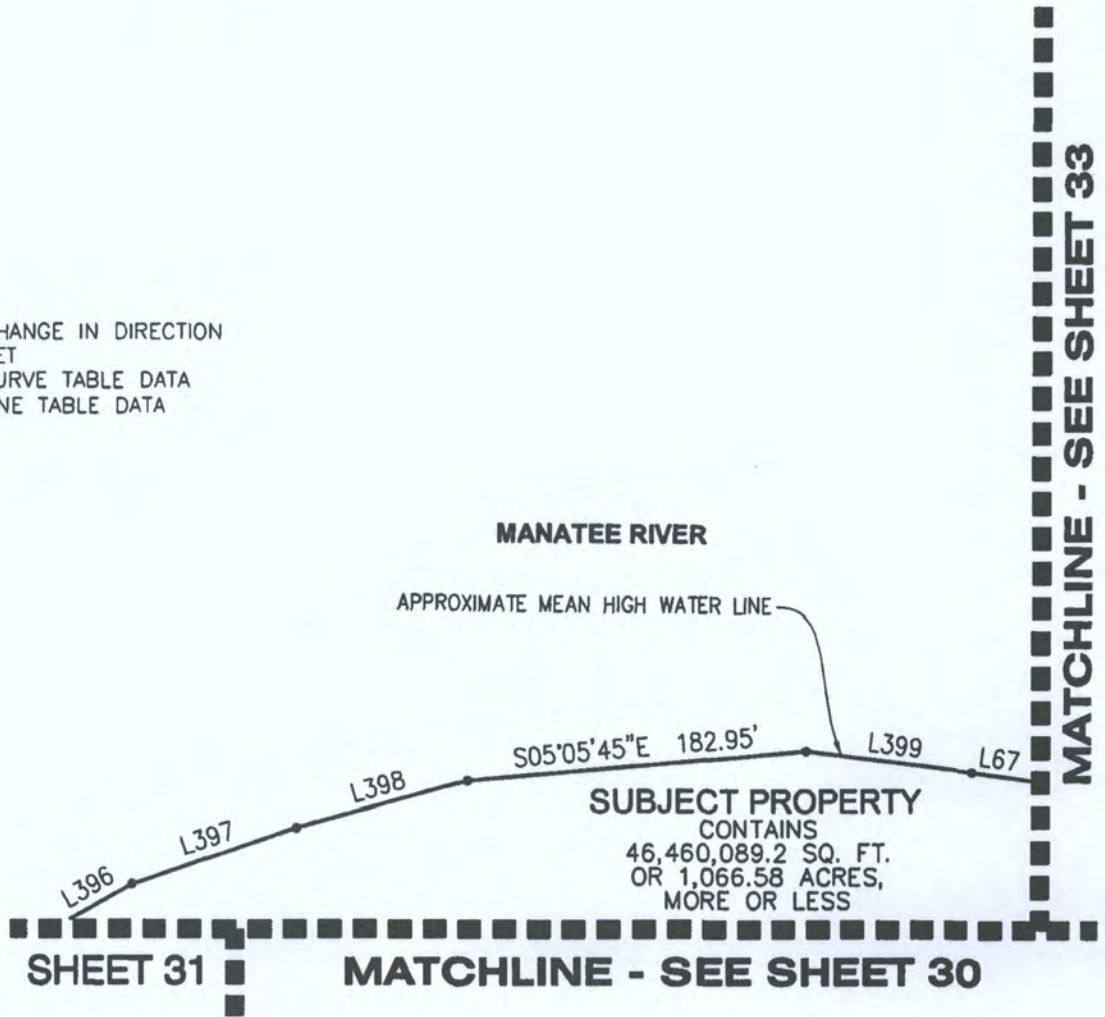 HANGE IN DIRECTION
ET
URVE TABLE DATA
NE TABLE DATA
MANATEE RIVER
APPROXIMATE MEAN HIGH WATER LINE
L396
L397
L398
S05°05'45"E 182.95'
L399
L67
SUBJECT PROPERTY
CONTAINS
46,460,089.2 SQ. FT.
OR 1,066.58 ACRES,
MORE OR LESS
MATCHLINE - SEE SHEET 33
SHEET 31
MATCHLINE - SEE SHEET 30